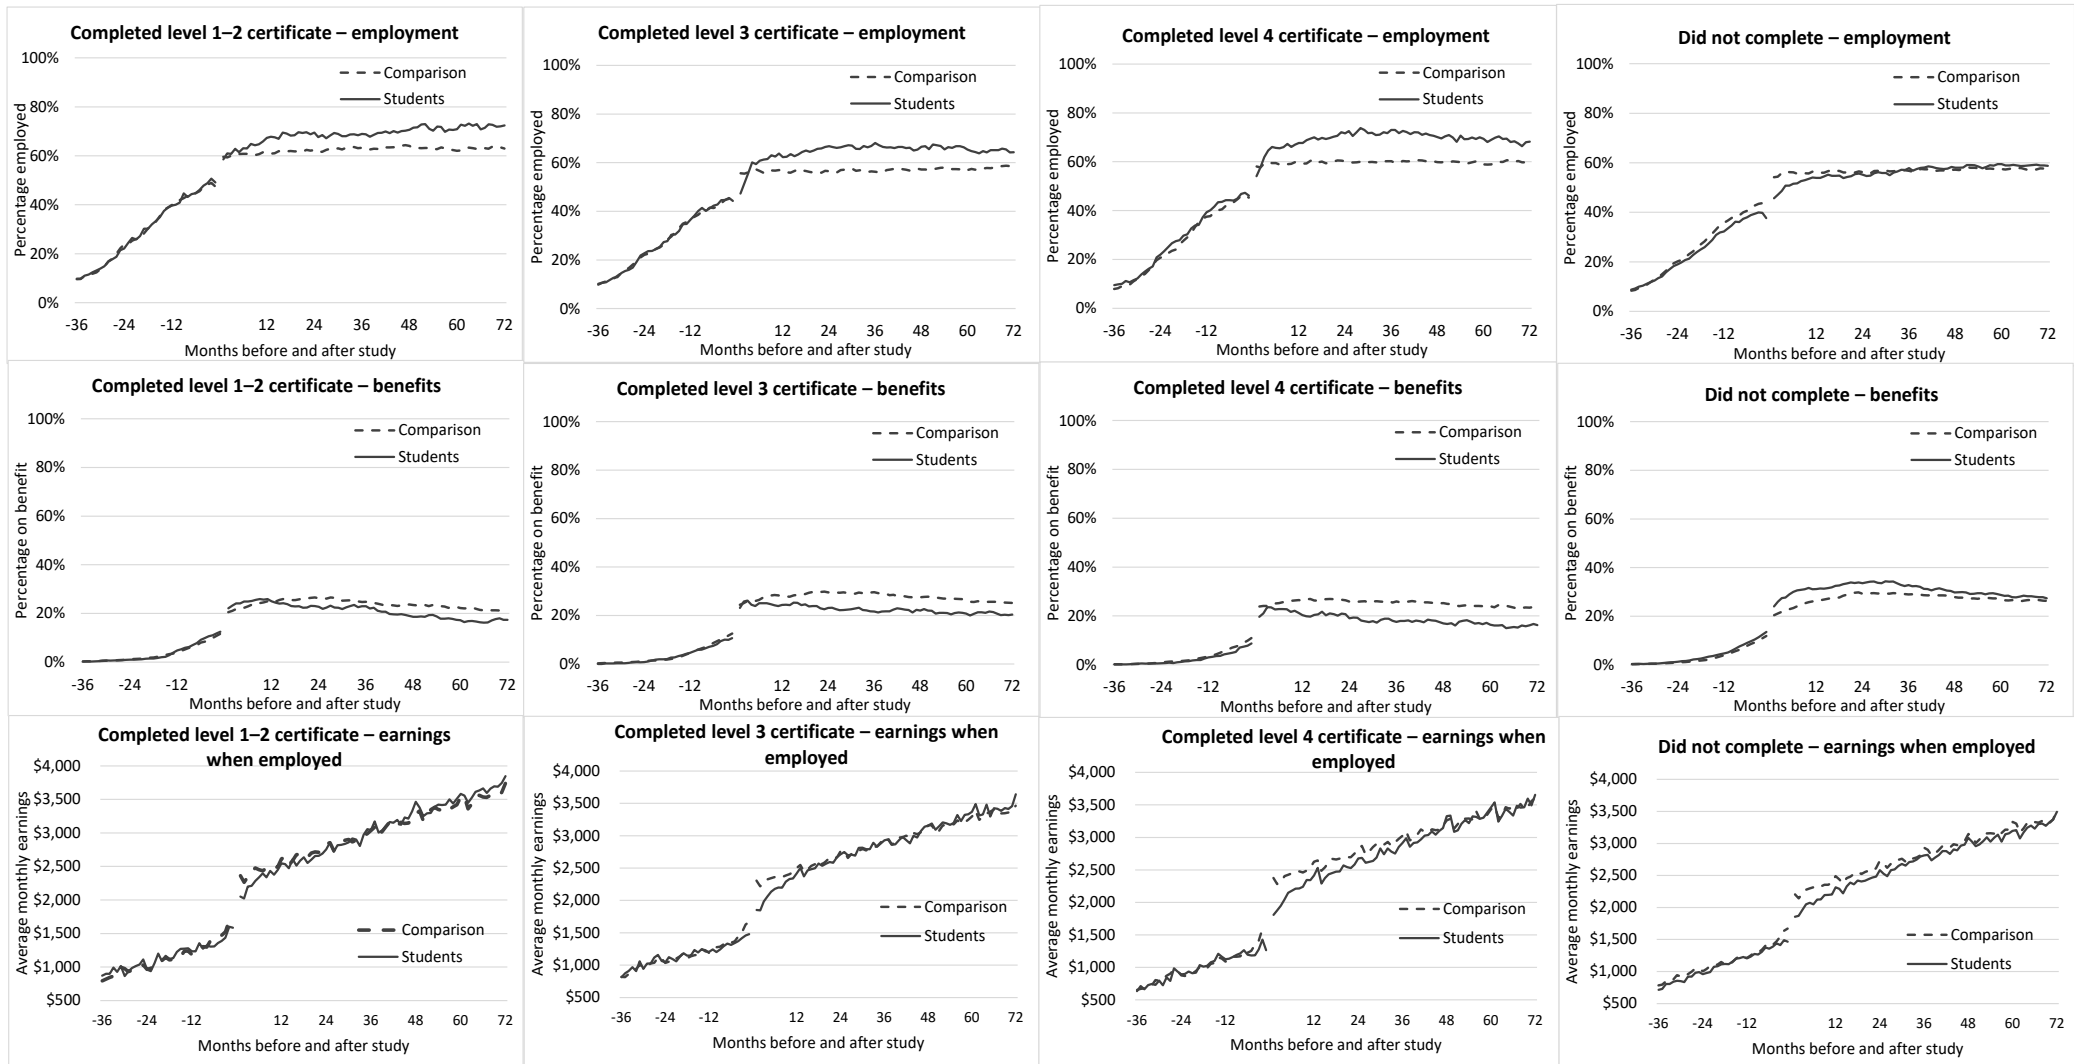 Completed level 1–2 certificate – employment
100%
80%
60%
40%
20%
0%
Percentage employed
Comparison
Students
-36 -24 -12 12 24 36 48 60 72
Months before and after study
Completed level 3 certificate – employment
100%
80%
60%
40%
20%
0%
Percentage employed
Comparison
Students
-36 -24 -12 12 24 36 48 60 72
Months before and after study
Completed level 4 certificate – employment
100%
80%
60%
40%
20%
0%
Percentage employed
Comparison
Students
-36 -24 -12 12 24 36 48 60 72
Months before and after study
Did not complete – employment
100%
80%
60%
40%
20%
0%
Percentage employed
Comparison
Students
-36 -24 -12 12 24 36 48 60 72
Months before and after study
Completed level 1–2 certificate – benefits
100%
80%
60%
40%
20%
0%
Percentage on benefit
Comparison
Students
-36 -24 -12 12 24 36 48 60 72
Months before and after study
Completed level 3 certificate – benefits
100%
80%
60%
40%
20%
0%
Percentage on benefit
Comparison
Students
-36 -24 -12 12 24 36 48 60 72
Months before and after study
Completed level 4 certificate – benefits
100%
80%
60%
40%
20%
0%
Percentage on benefit
Comparison
Students
-36 -24 -12 12 24 36 48 60 72
Months before and after study
Did not complete – benefits
100%
80%
60%
40%
20%
0%
Percentage on benefit
Comparison
Students
-36 -24 -12 12 24 36 48 60 72
Months before and after study
Completed level 1–2 certificate – earnings
when employed
$4,000
$3,500
$3,000
$2,500
$2,000
$1,500
$1,000
$500
Average monthly earnings
Comparison
Students
-36 -24 -12 12 24 36 48 60 72
Months before and after study
Completed level 3 certificate – earnings when
employed
$4,000
$3,500
$3,000
$2,500
$2,000
$1,500
$1,000
$500
Average monthly earnings
Comparison
Students
-36 -24 -12 12 24 36 48 60 72
Months before and after study
Completed level 4 certificate – earnings when
employed
$4,000
$3,500
$3,000
$2,500
$2,000
$1,500
$1,000
$500
Average monthly earnings
Comparison
Students
-36 -24 -12 12 24 36 48 60 72
Months before and after study
Did not complete – earnings when employed
$4,000
$3,500
$3,000
$2,500
$2,000
$1,500
$1,000
$500
Average monthly earnings
Comparison
Students
-36 -24 -12 12 24 36 48 60 72
Months before and after study